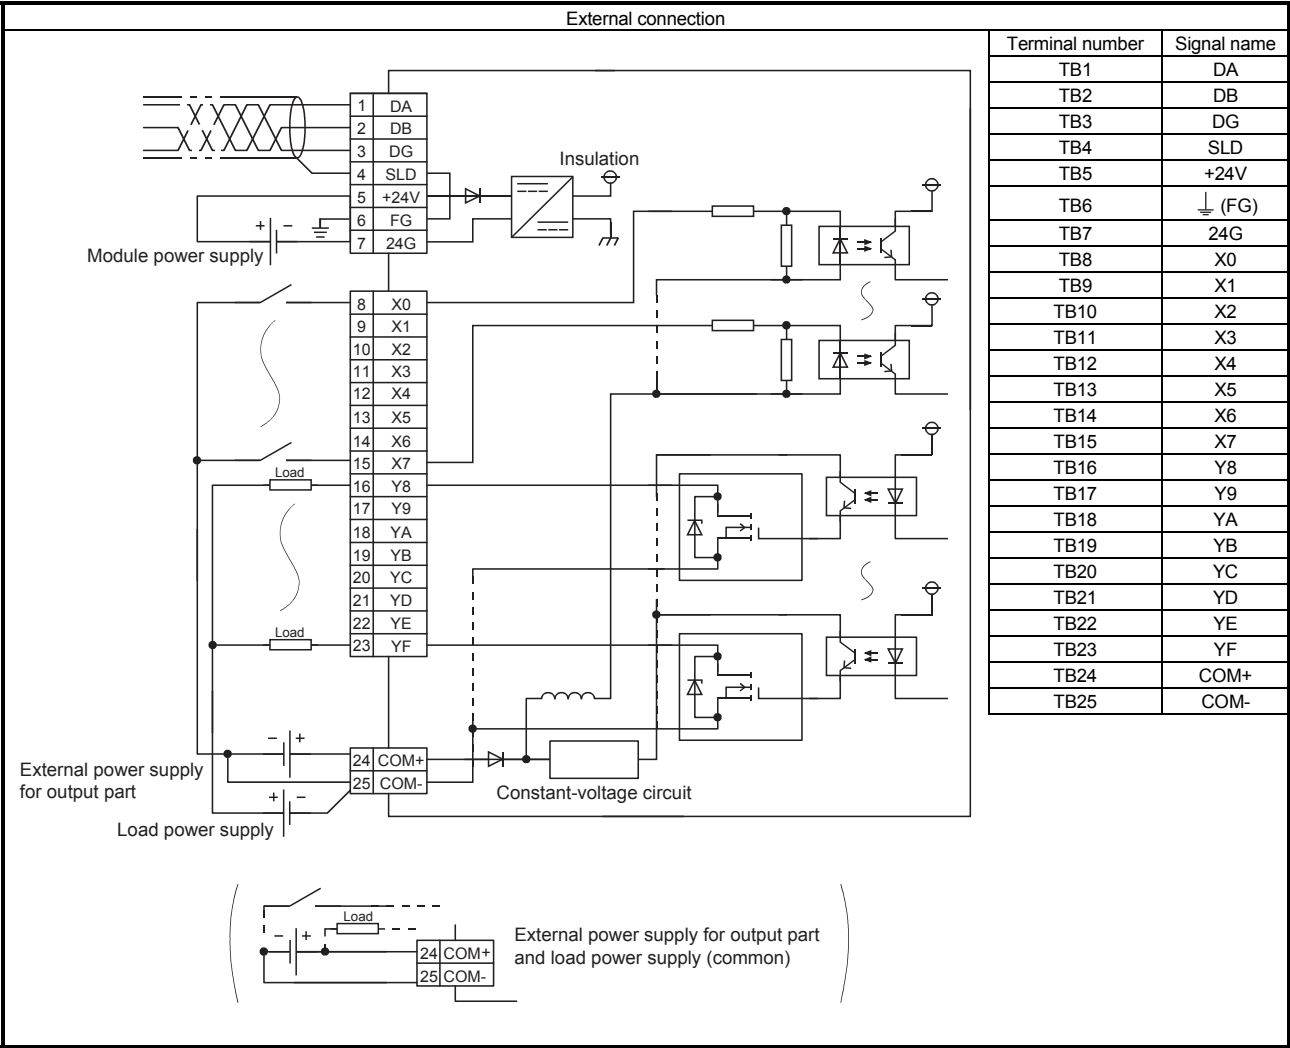 External connection
Terminal number Signal name
TB1 DA
TB2 DB
TB3 DG
TB4 SLD
TB5 +24V
TB6 ⏚ (FG)
TB7 24G
TB8 X0
TB9 X1
TB10 X2
TB11 X3
TB12 X4
TB13 X5
TB14 X6
TB15 X7
TB16 Y8
TB17 Y9
TB18 YA
TB19 YB
TB20 YC
TB21 YD
TB22 YE
TB23 YF
TB24 COM+
TB25 COM-
1 DA
2 DB
3 DG
4 SLD
5 +24V
6 FG
7 24G
Insulation
+ −
Module power supply
8 X0
9 X1
10 X2
11 X3
12 X4
13 X5
14 X6
15 X7
Load
16 Y8
17 Y9
18 YA
19 YB
20 YC
21 YD
22 YE
Load
23 YF
− +
24 COM+
25 COM-
External power supply
for output part
+ −
Load power supply
Constant-voltage circuit
Load
− +
24 COM+
25 COM-
External power supply for output part
and load power supply (common)